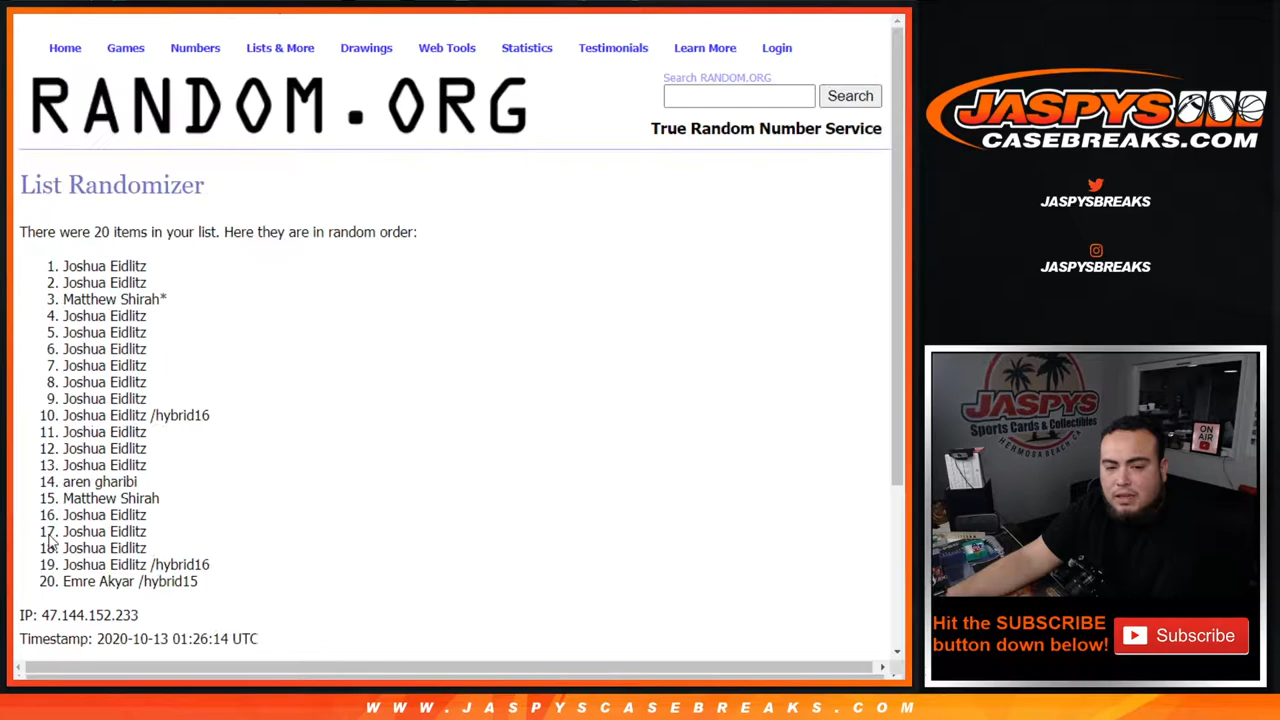 Home Games Numbers Lists & More Drawings Web Tools Statistics Testimonials Learn More Login
RANDOM.ORG
Search RANDOM.ORG
Search
True Random Number Service
List Randomizer
There were 20 items in your list. Here they are in random order:
1. Joshua Eidlitz
2. Joshua Eidlitz
3. Matthew Shirah*
4. Joshua Eidlitz
5. Joshua Eidlitz
6. Joshua Eidlitz
7. Joshua Eidlitz
8. Joshua Eidlitz
9. Joshua Eidlitz
10. Joshua Eidlitz /hybrid16
11. Joshua Eidlitz
12. Joshua Eidlitz
13. Joshua Eidlitz
14. aren gharibi
15. Matthew Shirah
16. Joshua Eidlitz
17. Joshua Eidlitz
18. Joshua Eidlitz
19. Joshua Eidlitz /hybrid16
20. Emre Akyar /hybrid15
IP: 47.144.152.233
Timestamp: 2020-10-13 01:26:14 UTC
JASPYS
CASEBREAKS.COM
JASPYSBREAKS
JASPYSBREAKS
JASPYS
Sports Cards & Collectibles
HERMOSA BEACH CA
ON
AIR
Hit the SUBSCRIBE
button down below!
Subscribe
WWW.JASPYSCASEBREAKS.COM